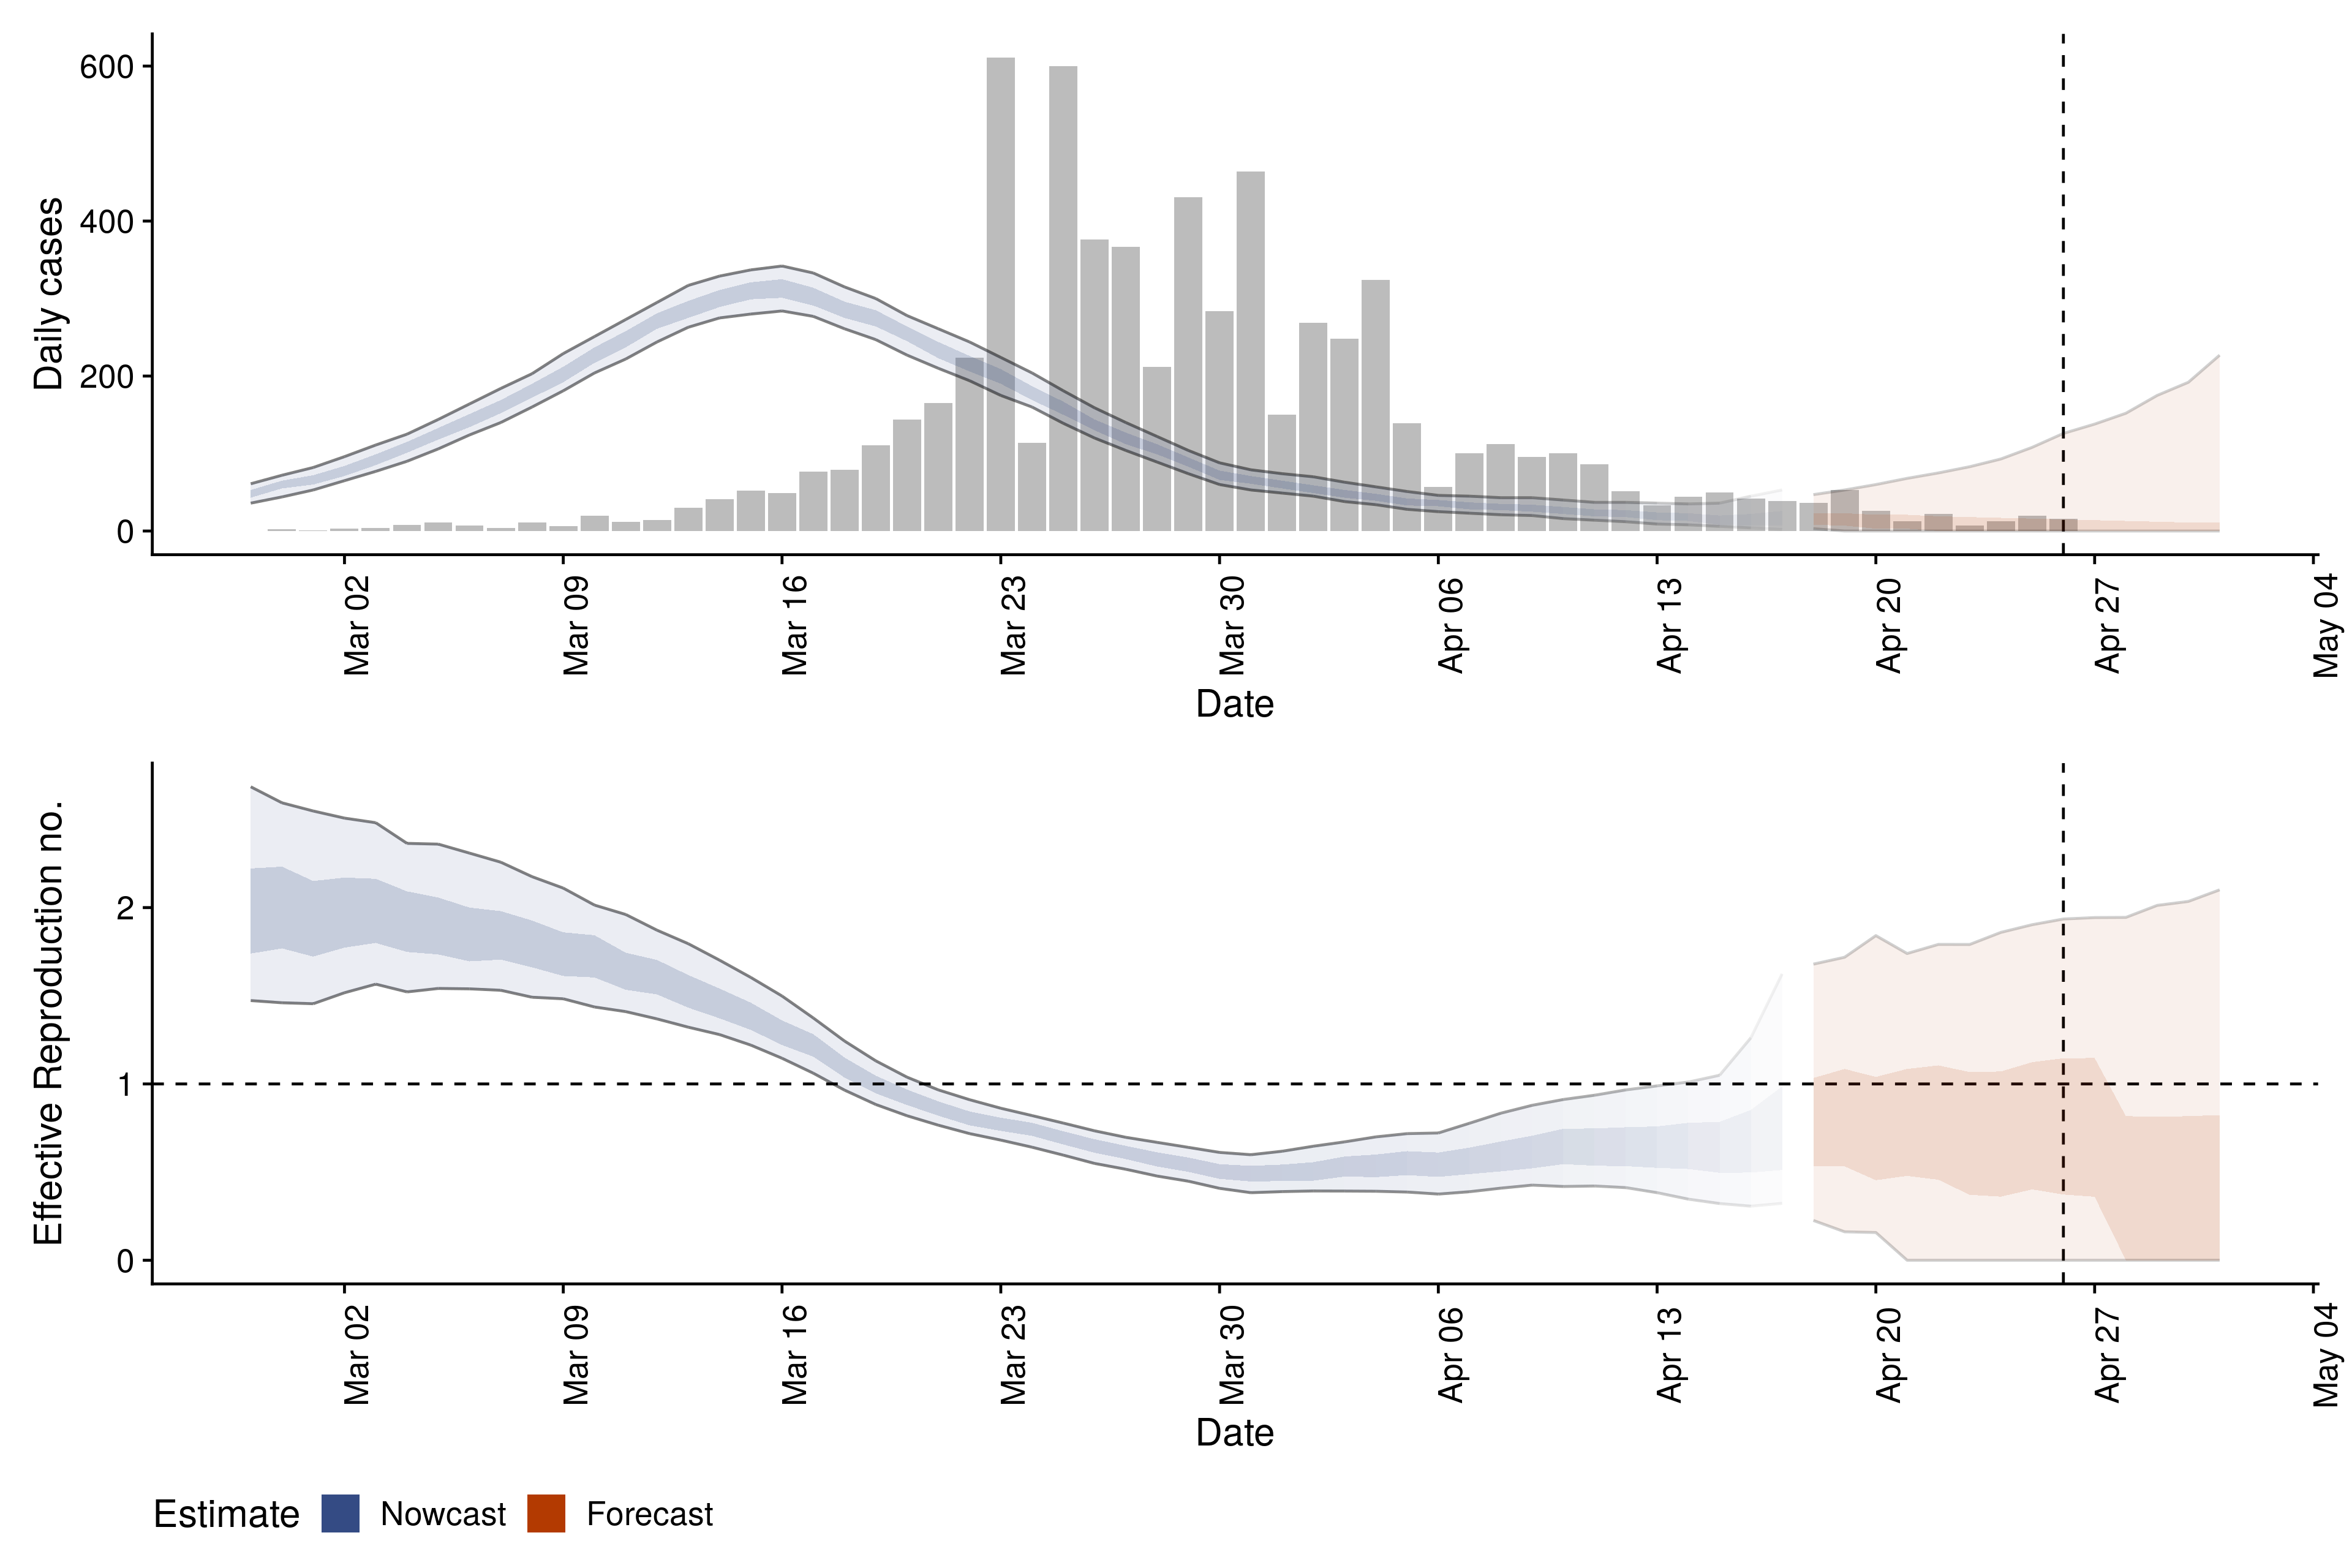 Daily cases
600
400
200
0
Mar 02
Mar 09
Mar 16
Mar 23
Mar 30
Apr 06
Apr 13
Apr 20
Apr 27
May 04
Date
Effective Reproduction no.
2
1
0
Mar 02
Mar 09
Mar 16
Mar 23
Mar 30
Apr 06
Apr 13
Apr 20
Apr 27
May 04
Date
Estimate Nowcast Forecast